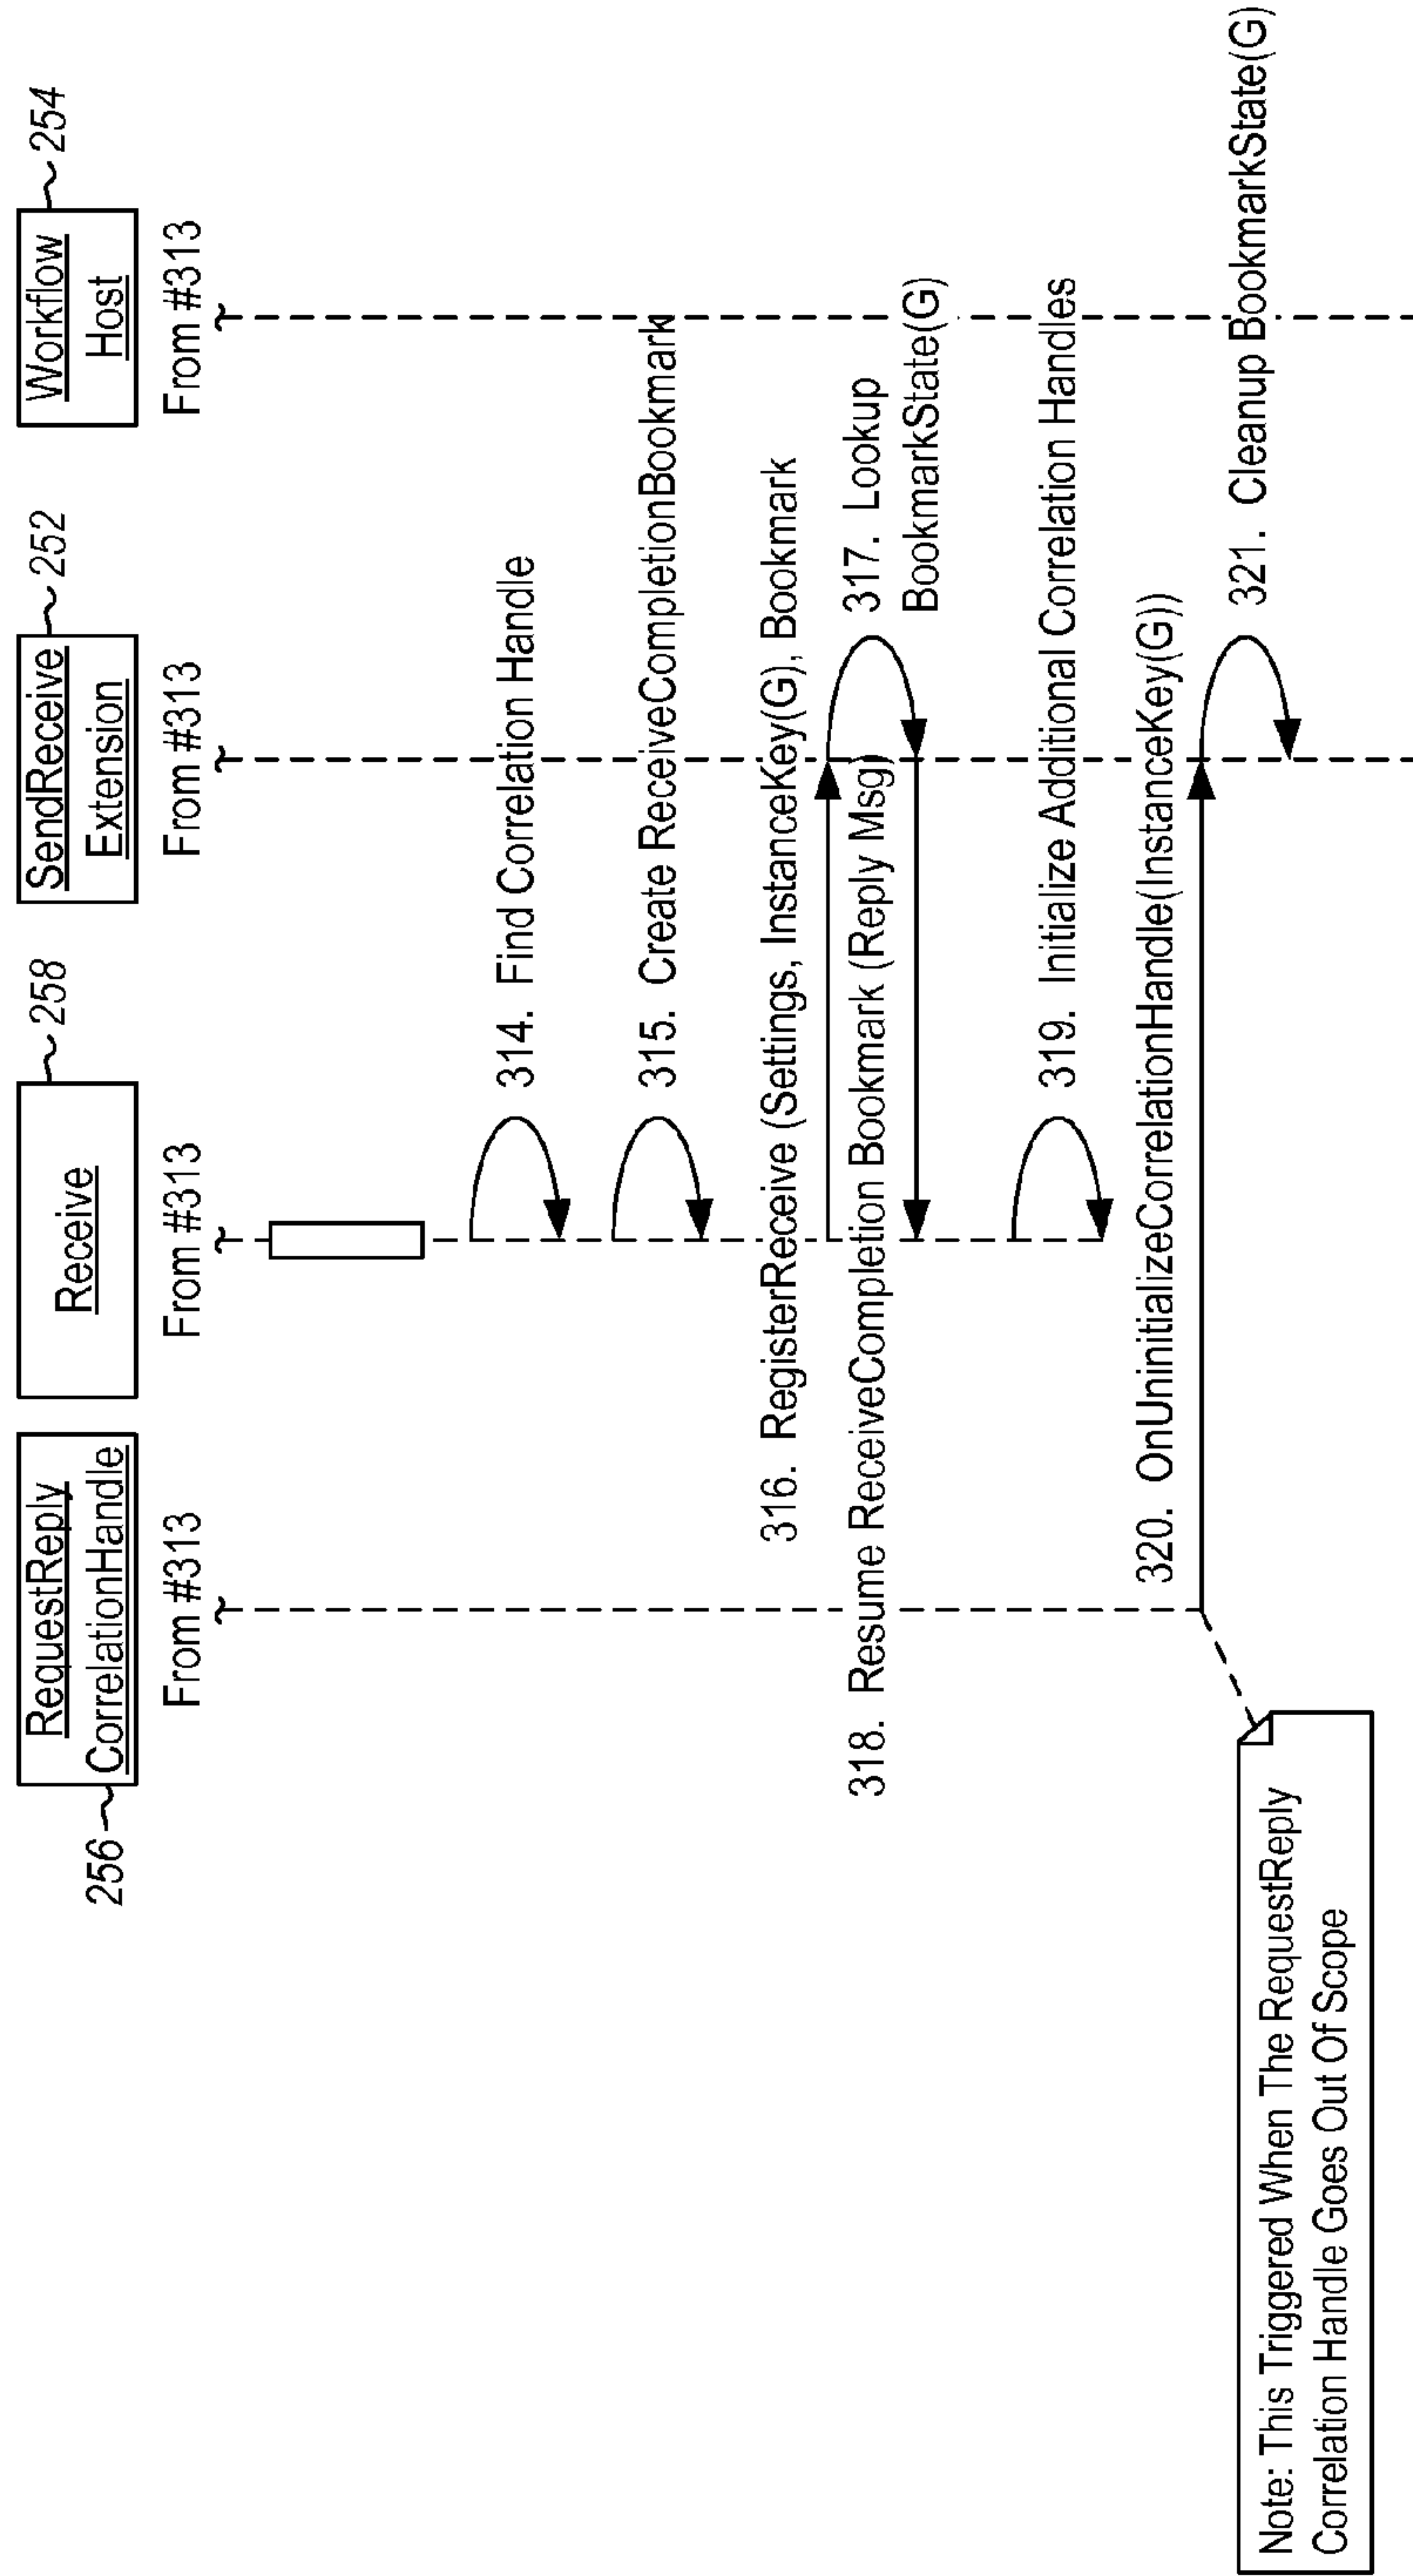 256
RequestReply
CorrelationHandle
Receive
258
SendReceive
Extension
252
Workflow
Host
254
From #313
From #313
From #313
From #313
314. Find Correlation Handle
315. Create ReceiveCompletionBookmark
316. RegisterReceive (Settings, InstanceKey(G), Bookmark
317. Lookup
BookmarkState(G)
318. Resume ReceiveCompletion Bookmark (Reply Msg)
319. Initialize Additional Correlation Handles
320. OnUninitializeCorrelationHandle(InstanceKey(G))
321. Cleanup BookmarkState(G)
Note: This Triggered When The RequestReply
Correlation Handle Goes Out Of Scope